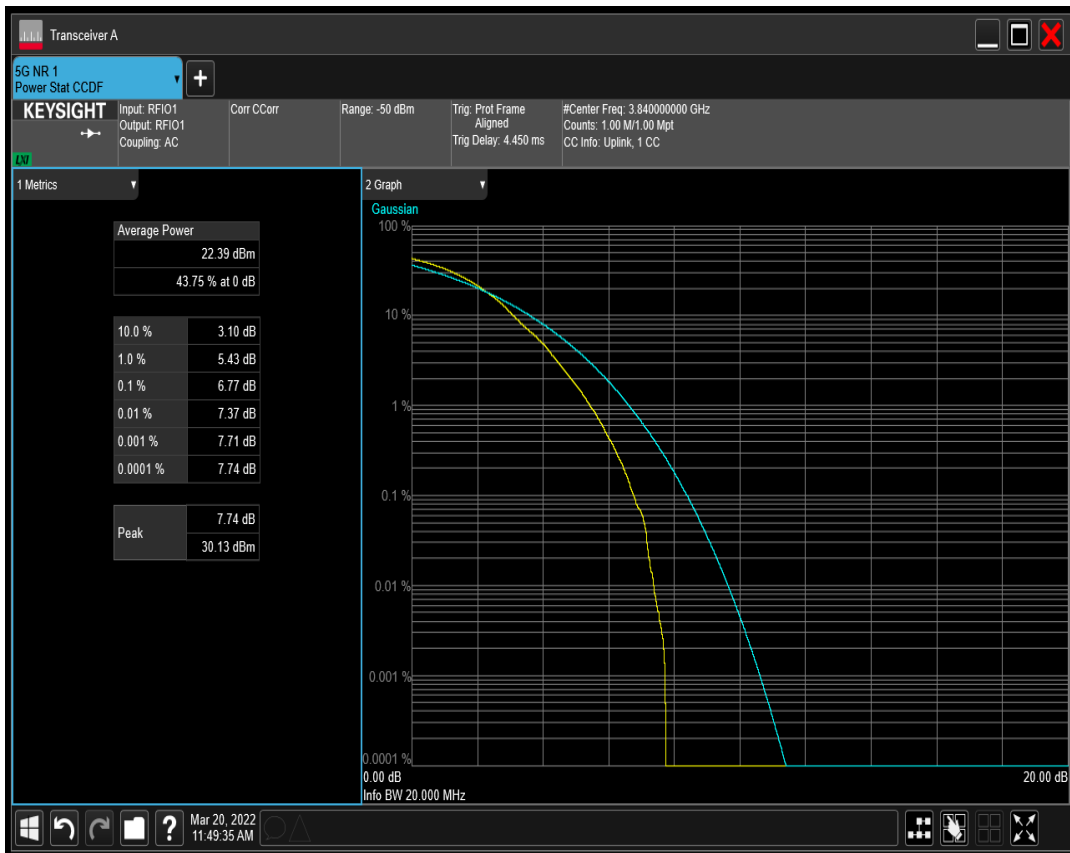 Transceiver A
5G NR 1
Power Stat CCDF
+
KEYSIGHT
LXI
Input: RFIO1
Output: RFIO1
Coupling: AC
Corr CCorr
Range: -50 dBm
Trig: Prot Frame
Aligned
Trig Delay: 4.450 ms
#Center Freq: 3.840000000 GHz
Counts: 1.00 M/1.00 Mpt
CC Info: Uplink, 1 CC
1 Metrics
Average Power
22.39 dBm
43.75 % at 0 dB
10.0 % 3.10 dB
1.0 % 5.43 dB
0.1 % 6.77 dB
0.01 % 7.37 dB
0.001 % 7.71 dB
0.0001 % 7.74 dB
Peak
7.74 dB
30.13 dBm
2 Graph
Gaussian
100 %
10 %
1 %
0.1 %
0.01 %
0.001 %
0.0001 %
0.00 dB 20.00 dB
Info BW 20.000 MHz
?
Mar 20, 2022
11:49:35 AM